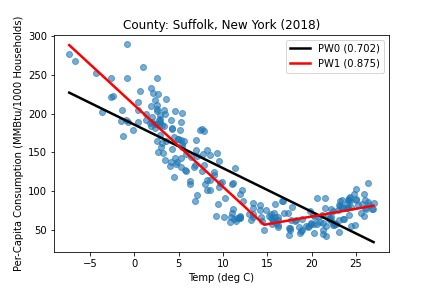 County: Suffolk, New York (2018)
PW0 (0.702)
PW1 (0.875)
Per-Capita Consumption (MMBtu/1000 Households)
300
250
200
150
100
50
−5
0
5
10
15
20
25
Temp (deg C)